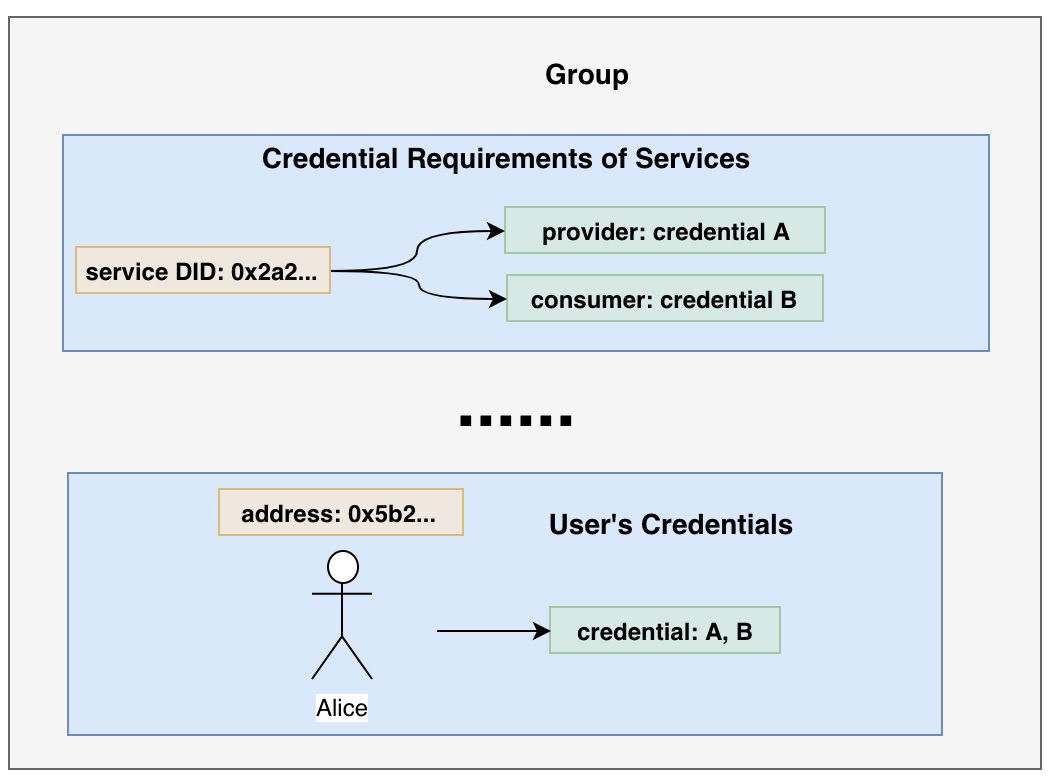 Group
Credential Requirements of Services
service DID: 0x2a2...
provider: credential A
consumer: credential B
......
address: 0x5b2...
User's Credentials
credential: A, B
Alice